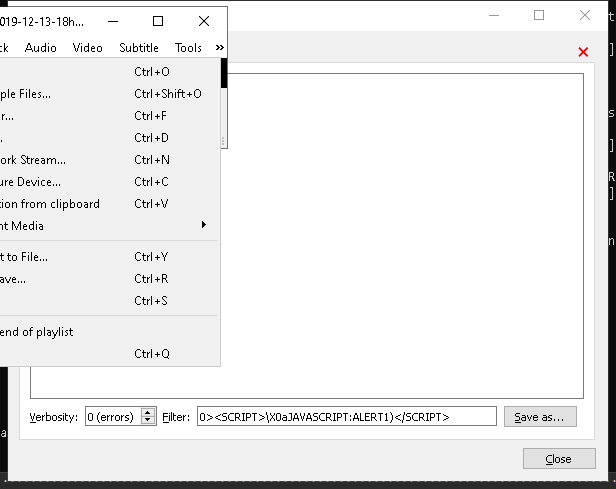 019-12-13-18h...
ck Audio Video Subtitle Tools »
Ctrl+O
ple Files... Ctrl+Shift+O
r... Ctrl+F
.. Ctrl+D
ork Stream... Ctrl+N
ure Device... Ctrl+C
tion from clipboard Ctrl+V
nt Media
t to File... Ctrl+Y
ave... Ctrl+R
Ctrl+S
end of playlist
Ctrl+Q
Verbosity: 0 (errors) Filter: 0><SCRIPT>\X0aJAVASCRIPT:ALERT1)</SCRIPT> Save as...
Close
t
]
s
]
R
]
n
a